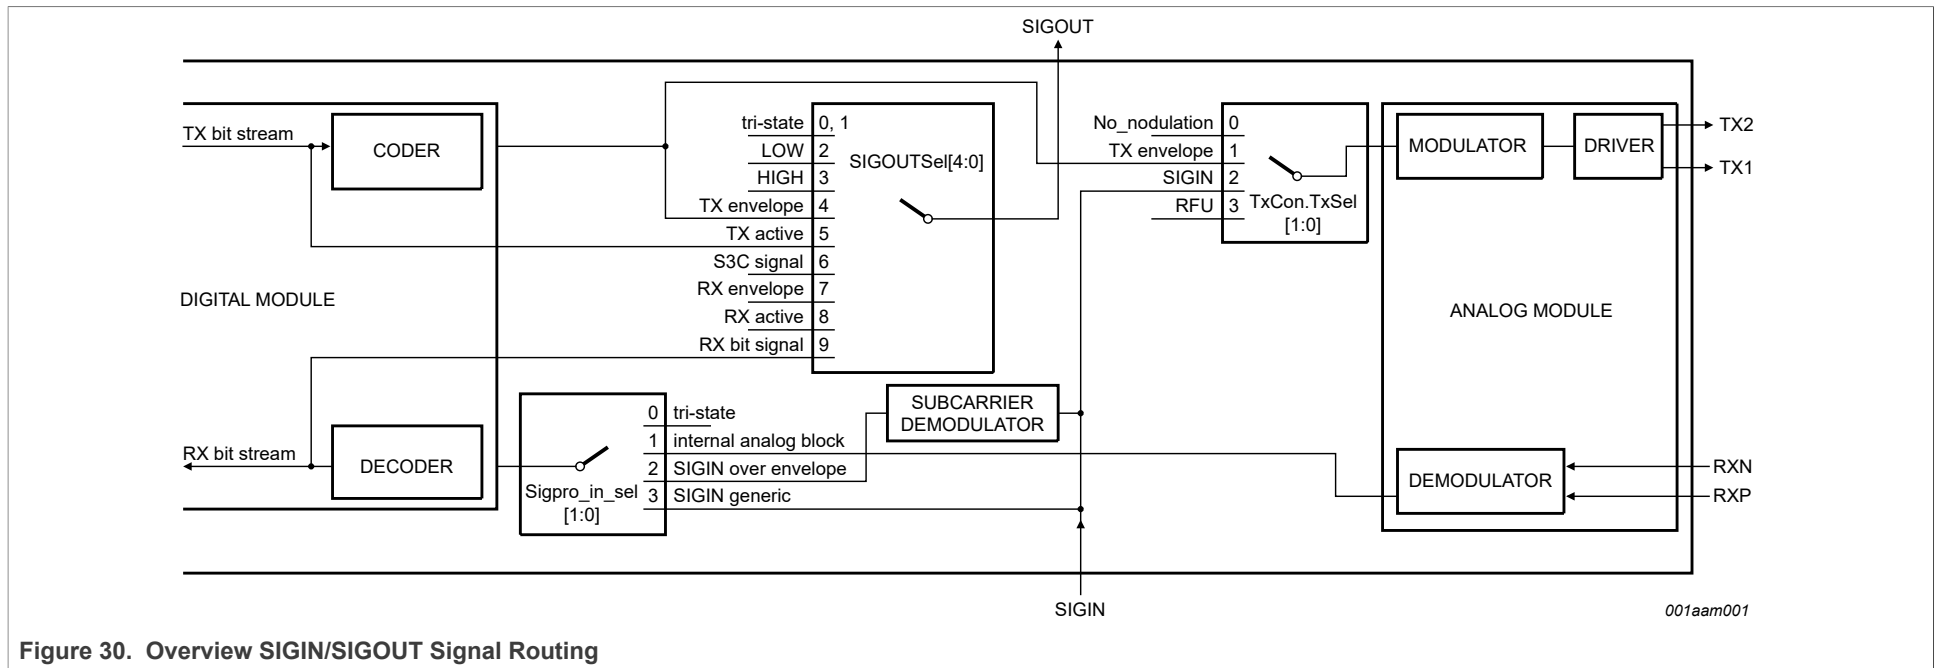 SIGOUT
TX bit stream
CODER
tri-state 0, 1
LOW 2
HIGH 3
TX envelope 4
TX active 5
S3C signal 6
RX envelope 7
RX active 8
RX bit signal 9
SIGOUTSel[4:0]
No_nodulation 0
TX envelope 1
SIGIN 2
RFU 3
TxCon.TxSel
[1:0]
MODULATOR
DRIVER
TX2
TX1
DIGITAL MODULE
ANALOG MODULE
SUBCARRIER
DEMODULATOR
0 tri-state
1 internal analog block
2 SIGIN over envelope
3 SIGIN generic
Sigpro_in_sel
[1:0]
RX bit stream
DECODER
DEMODULATOR
RXN
RXP
SIGIN
001aam001
Figure 30. Overview SIGIN/SIGOUT Signal Routing